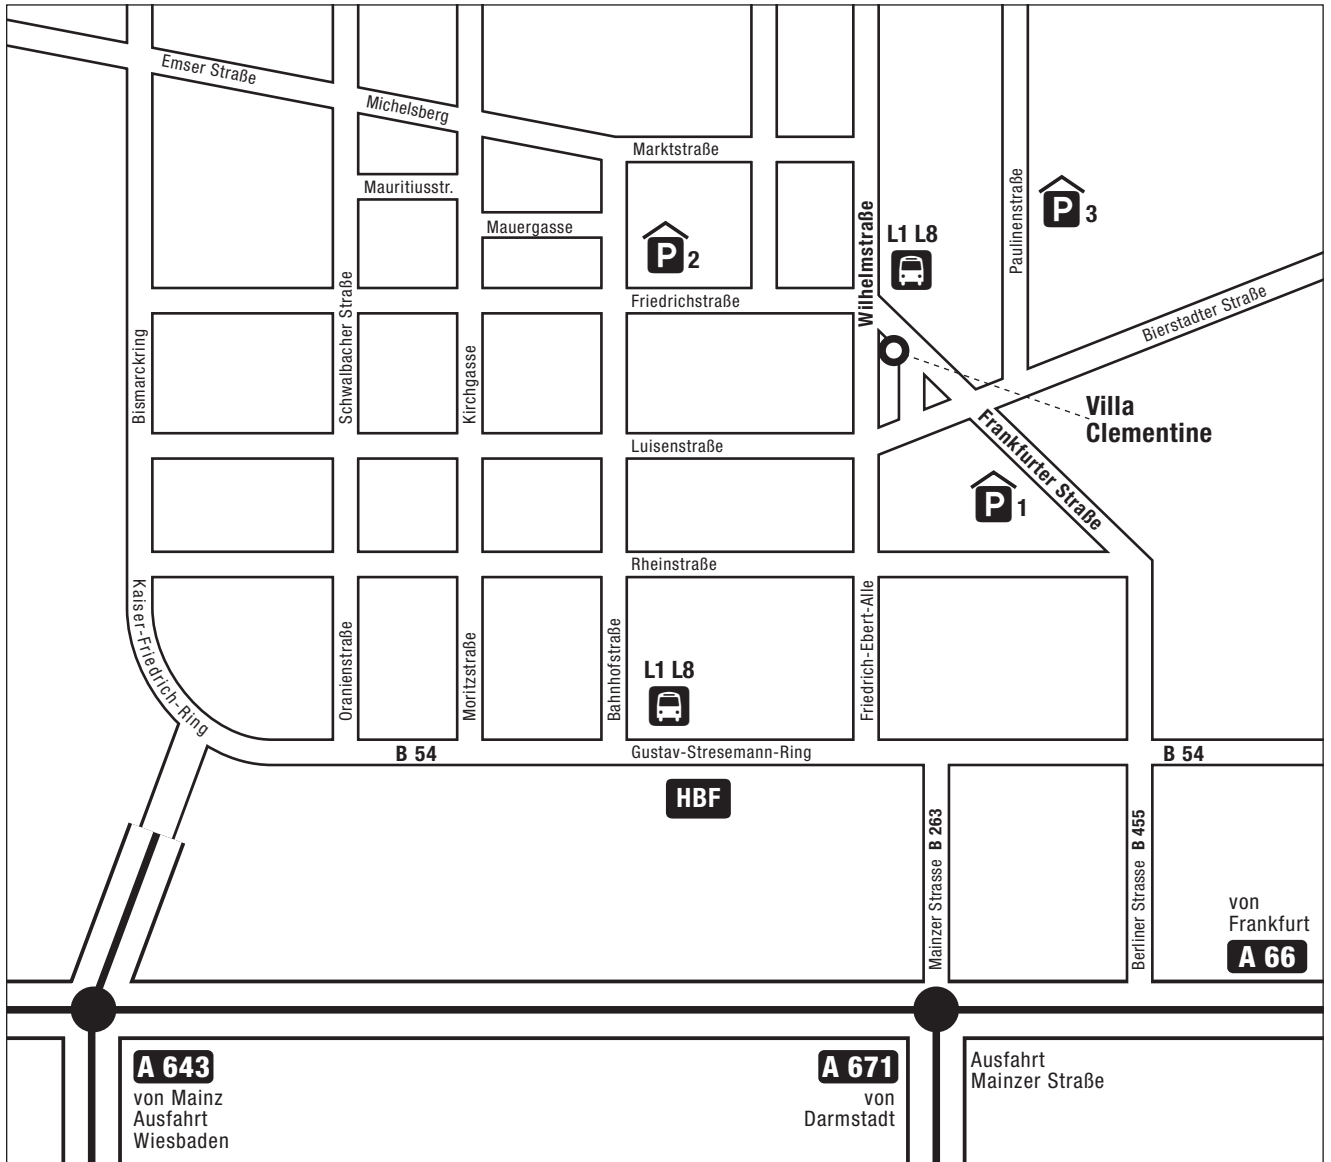 Emser Straße
Michelsberg
Marktstraße
Mauritiusstr.
Mauergasse
Paulinenstraße
P 3
P 2
Wilhelmstraße
L1 L8
Friedrichstraße
Bierstadter Straße
Bismarckring
Schwalbacher Straße
Kirchgasse
Villa
Clementine
Luisenstraße
Frankfurter Straße
P 1
Rheinstraße
Kaiser-Friedrich-Ring
Oranienstraße
Moritzstraße
Bahnhofstraße
L1 L8
Friedrich-Ebert-Alle
B 54
Gustav-Stresemann-Ring
B 54
HBF
Mainzer Strasse B 263
Berliner Strasse B 455
von
Frankfurt
A 66
A 643
von Mainz
Ausfahrt
Wiesbaden
A 671
von
Darmstadt
Ausfahrt
Mainzer Straße